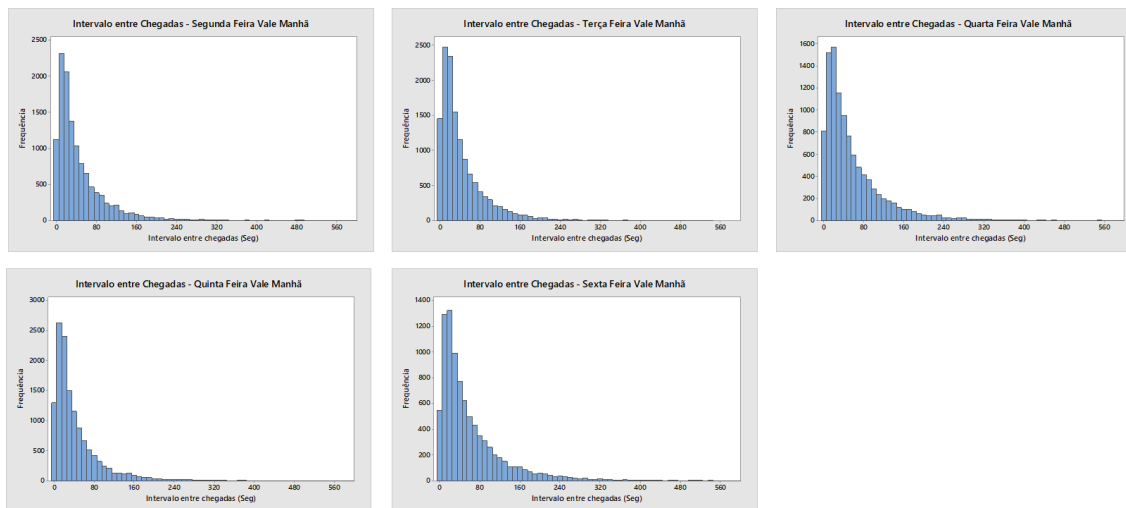 Intervalo entre Chegadas - Segunda Feira Vale Manhã
2500
2000
1500
1000
500
0
Frequência
0 80 160 240 320 400 480 560
Intervalo entre chegadas (Seg)
Intervalo entre Chegadas - Terça Feira Vale Manhã
2500
2000
1500
1000
500
0
Frequência
0 80 160 240 320 400 480 560
Intervalo entre chegadas (Seg)
Intervalo entre Chegadas - Quarta Feira Vale Manhã
1600
1400
1200
1000
800
600
400
200
0
Frequência
0 80 160 240 320 400 480 560
Intervalo entre chegadas (Seg)
Intervalo entre Chegadas - Quinta Feira Vale Manhã
3000
2500
2000
1500
1000
500
0
Frequência
0 80 160 240 320 400 480 560
Intervalo entre chegadas (Seg)
Intervalo entre Chegadas - Sexta Feira Vale Manhã
1400
1200
1000
800
600
400
200
0
Frequência
0 80 160 240 320 400 480 560
Intervalo entre chegadas (Seg)